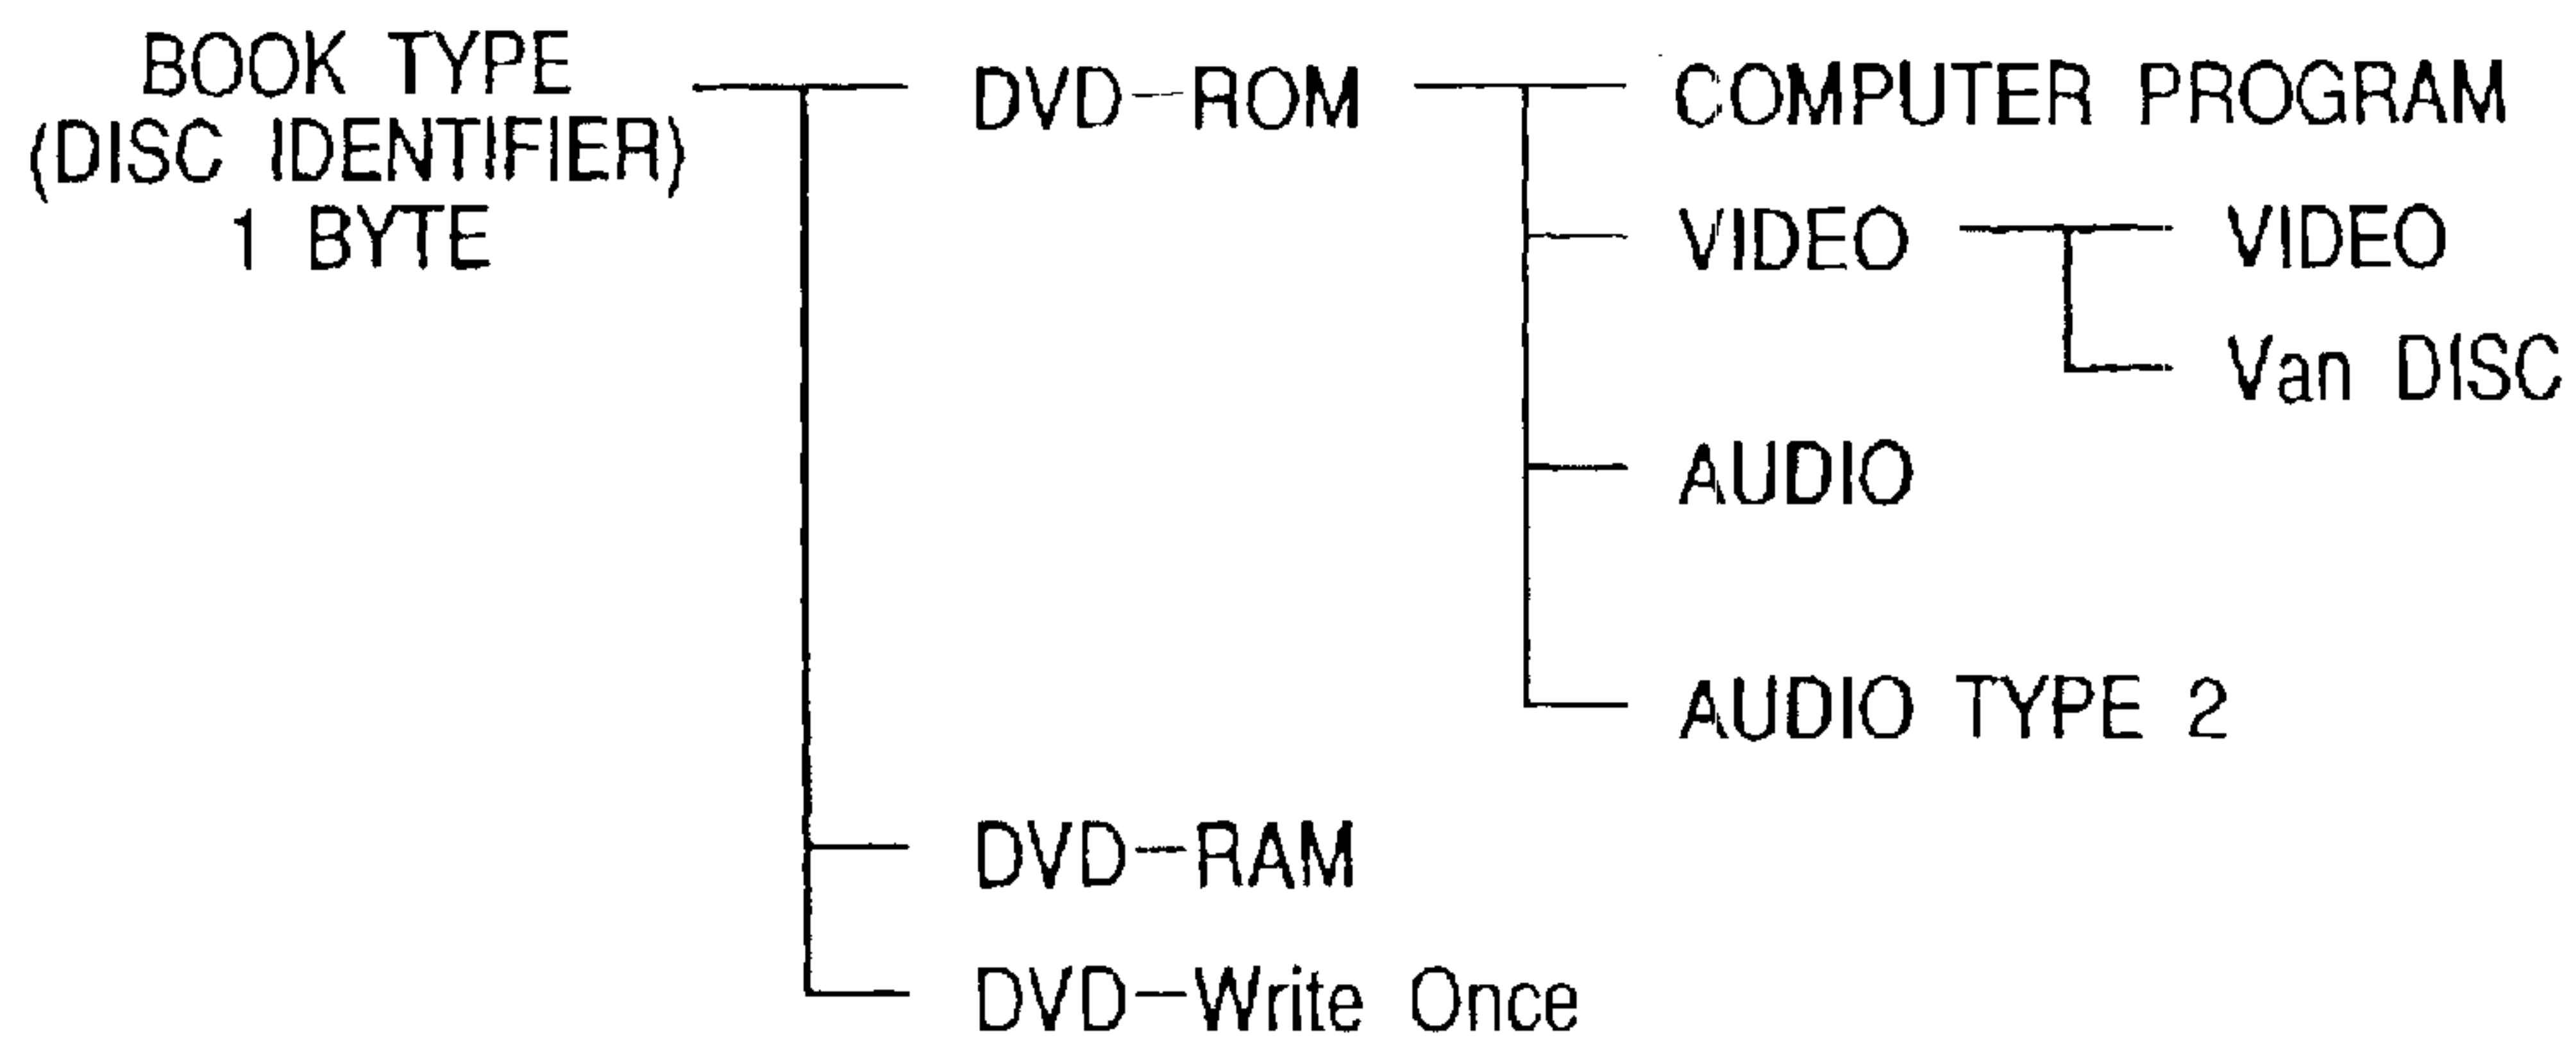 BOOK TYPE
(DISC IDENTIFIER)
1 BYTE
DVD-ROM
COMPUTER PROGRAM
VIDEO
VIDEO
Van DISC
AUDIO
AUDIO TYPE 2
DVD-RAM
DVD-Write Once